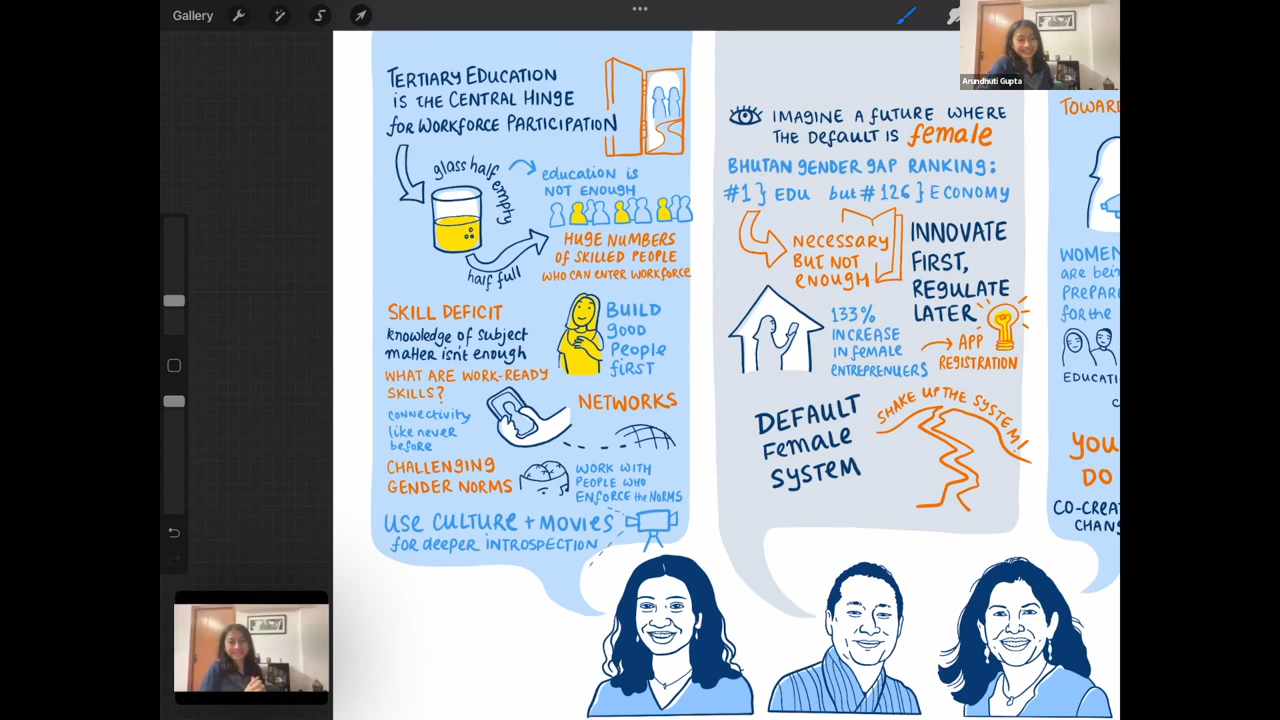 Gallery
Arundhuti Gupta
TERTIARY EDUCATION
IS THE CENTRAL HINGE
for WORKFORCE PARTICIPATION
glass half empty
education is
NOT ENOUGH
HUGE NUMBERS
OF SKILLED PEOPLE
WHO CAN ENTER WORKFORCE
half full
SKILL DEFICIT
knowledge of subject
matter isn't enough
BUILD
good
People
first
WHAT ARE WORK-READY
SKILLS?
connectivity
like never
before
NETWORKS
CHALLENGING
GENDER NORMS
WORK WITH
PEOPLE WHO
ENFORCE the NORMS
USE CULTURE + MOVIES
for deeper INTROSPECTION
IMAGINE A FUTURE WHERE
THE DEFAULT IS female
BHUTAN GENDER GAP RANKING:
#1 } EDU but #126 } ECONOMY
NECESSARY
BUT NOT
ENOUGH
INNOVATE
FIRST,
REGULATE
LATER
133%
INCREASE
IN FEMALE
ENTREPRENUERS
APP
REGISTRATION
DEFAULT
Female
SYSTEM
SHAKE UP THE SYSTEM!
TOWAR
WOMEN
are bein
PREPAR
for the
EDUCATI
C
YOU
DO
CO-CREAT
CHANG